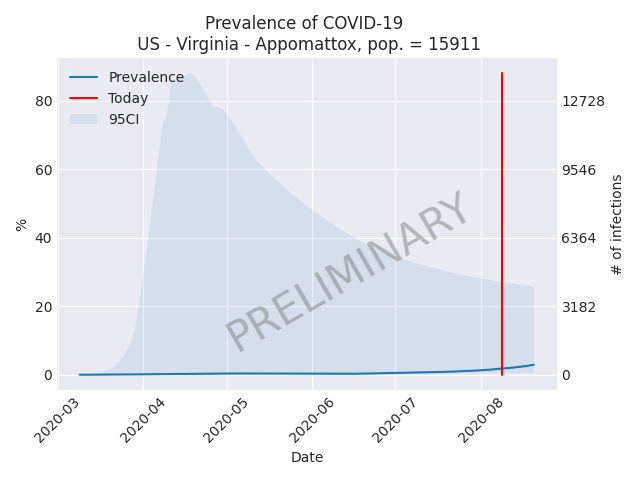 Prevalence of COVID-19
US - Virginia - Appomattox, pop. = 15911
Prevalence
Today
95CI
80
60
40
20
0
%
12728
9546
6364
3182
0
# of infections
PRELIMINARY
2020-03
2020-04
2020-05
2020-06
2020-07
2020-08
Date